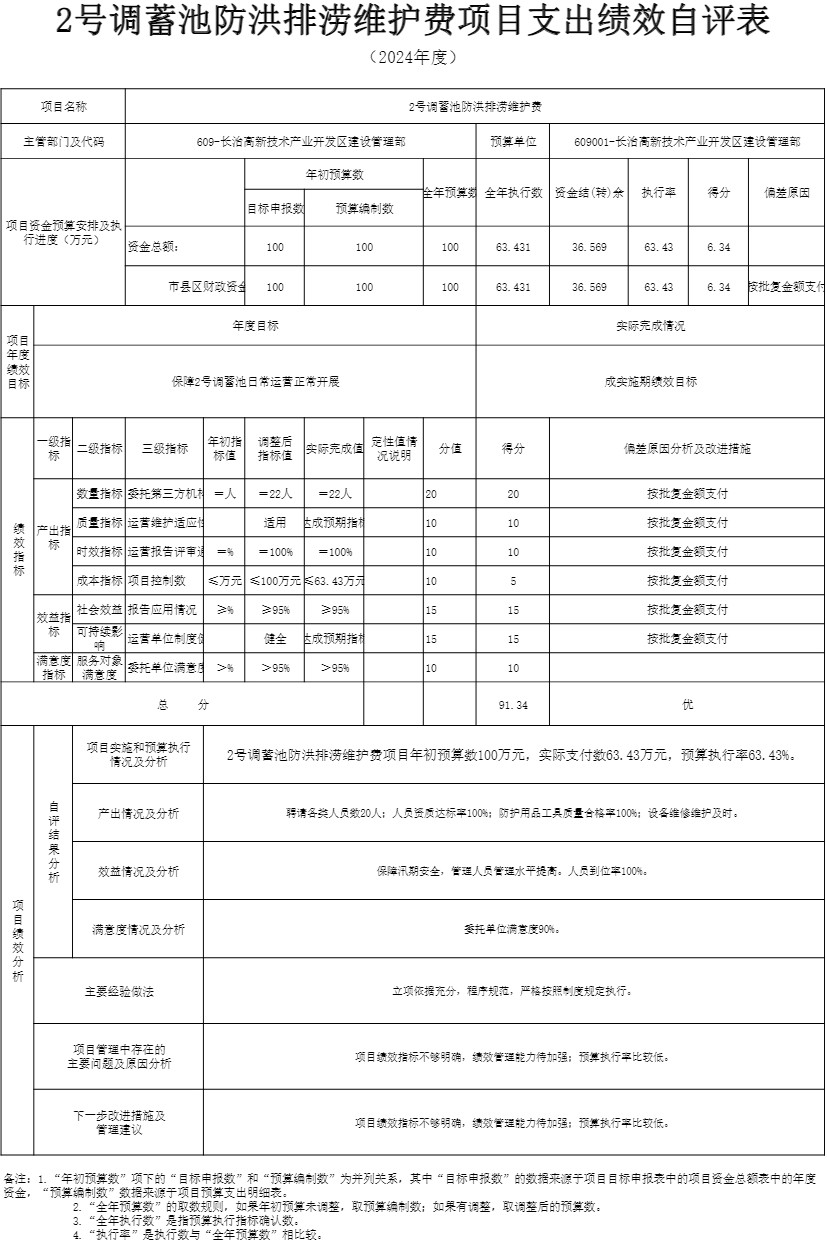 2号调蓄池防洪排涝维护费项目支出绩效自评表
（2024年度）
项目名称 2号调蓄池防洪排涝维护费
主管部门及代码 609-长治高新技术产业开发区建设管理部 预算单位 609001-长治高新技术产业开发区建设管理部
项目资金预算安排及执
行进度（万元）
年初预算数 全年预算数 全年执行数 资金结(转)余 执行率 得分 偏差原因
目标申报数 预算编制数
资金总额: 100 100 100 63.431 36.569 63.43 6.34
市县区财政资金 100 100 100 63.431 36.569 63.43 6.34 按批复金额支付
项目
年度
绩效
目标
年度目标 实际完成情况
保障2号调蓄池日常运营正常开展 成实施期绩效目标
绩
效
指
标
一级指
标
二级指标 三级指标
年初指
标值
调整后
指标值
实际完成值
定性值情
况说明
分值 得分 偏差原因分析及改进措施
产出指
标
数量指标 委托第三方机构 ＝人 ＝22人 ＝22人 20 20 按批复金额支付
质量指标 运营维护适应性 适用 达成预期指标 10 10 按批复金额支付
时效指标 运营报告评审通 ＝% ＝100% ＝100% 10 10 按批复金额支付
成本指标 项目控制数 ≤万元 ≤100万元 ≤63.43万元 10 5 按批复金额支付
效益指
标
社会效益 报告应用情况 ≥% ≥95% ≥95% 15 15 按批复金额支付
可持续影
响
运营单位制度健 健全 达成预期指标 15 15 按批复金额支付
满意度
指标
服务对象
满意度
委托单位满意度 ＞% ＞95% ＞95% 10 10
总 分 91.34 优
项
目
绩
效
分
析
自
评
结
果
分
析
项目实施和预算执行
情况及分析
2号调蓄池防洪排涝维护费项目年初预算数100万元，实际支付数63.43万元，预算执行率63.43%。
产出情况及分析 聘请各类人员数20人；人员资质达标率100%；防护用品工具质量合格率100%；设备维修维护及时。
效益情况及分析 保障汛期安全，管理人员管理水平提高。人员到位率100%。
满意度情况及分析 委托单位满意度90%。
主要经验做法 立项依据充分，程序规范，严格按照制度规定执行。
项目管理中存在的
主要问题及原因分析
项目绩效指标不够明确，绩效管理能力待加强；预算执行率比较低。
下一步改进措施及
管理建议
项目绩效指标不够明确，绩效管理能力待加强；预算执行率比较低。
备注：1.“年初预算数”项下的“目标申报数”和“预算编制数”为并列关系，其中“目标申报数”的数据来源于项目目标申报表中的项目资金总额表中的年度
资金，“预算编制数”数据来源于项目预算支出明细表。
2.“全年预算数”的取数规则，如果年初预算未调整，取预算编制数；如果有调整，取调整后的预算数。
3.“全年执行数”是指预算执行指标确认数。
4.“执行率”是执行数与“全年预算数”相比较。